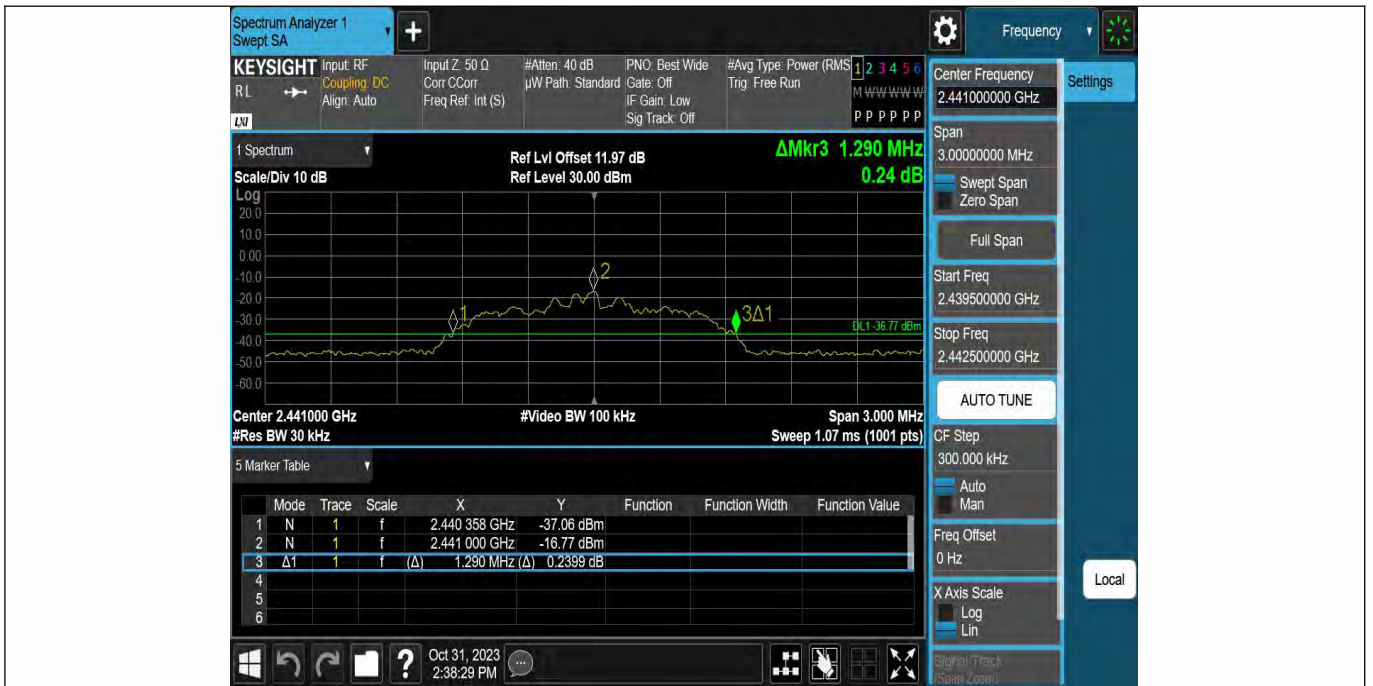 Spectrum Analyzer 1
Swept SA
+
Frequency
KEYSIGHT
RL
LXI
Input: RF
Coupling: DC
Align: Auto
Input Z: 50 Ω
Corr CCorr
Freq Ref: Int (S)
#Atten: 40 dB
µW Path: Standard
PNO: Best Wide
Gate: Off
IF Gain: Low
Sig Track: Off
#Avg Type: Power (RMS
Trig: Free Run
1 2 3 4 5 6
M W W W W W
P P P P P P
1 Spectrum
Scale/Div 10 dB
Ref Lvl Offset 11.97 dB
Ref Level 30.00 dBm
ΔMkr3 1.290 MHz
0.24 dB
Log
20.0
10.0
0.00
-10.0
-20.0
-30.0
-40.0
-50.0
-60.0
1
2
3Δ1
DL1 -36.77 dBm
Center 2.441000 GHz
#Video BW 100 kHz
Span 3.000 MHz
#Res BW 30 kHz
Sweep 1.07 ms (1001 pts)
5 Marker Table
Mode Trace Scale X Y Function Function Width Function Value
1 N 1 f 2.440 358 GHz -37.06 dBm
2 N 1 f 2.441 000 GHz -16.77 dBm
3 Δ1 1 f (Δ) 1.290 MHz (Δ) 0.2399 dB
4
5
6
?
Oct 31, 2023
2:38:29 PM
Center Frequency
2.441000000 GHz
Settings
Span
3.00000000 MHz
Swept Span
Zero Span
Full Span
Start Freq
2.439500000 GHz
Stop Freq
2.442500000 GHz
AUTO TUNE
CF Step
300.000 kHz
Auto
Man
Freq Offset
0 Hz
X Axis Scale
Log
Lin
Signal Track
(Span Zoom)
Local